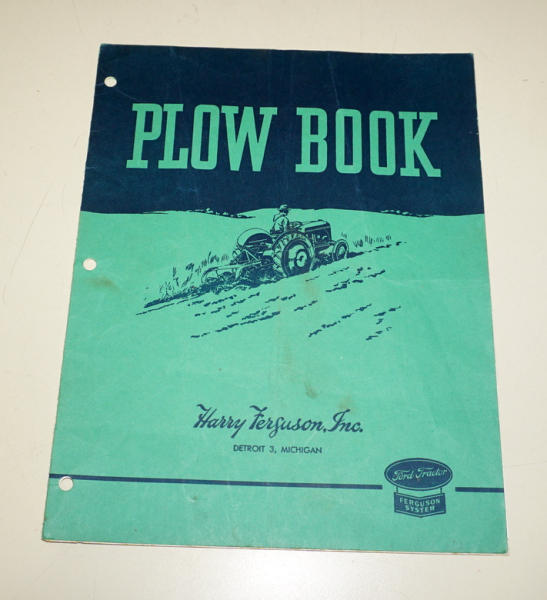 PLOW BOOK
Harry Ferguson, Inc.
DETROIT 3, MICHIGAN
Ford-Tractor
FERGUSON
SYSTEM